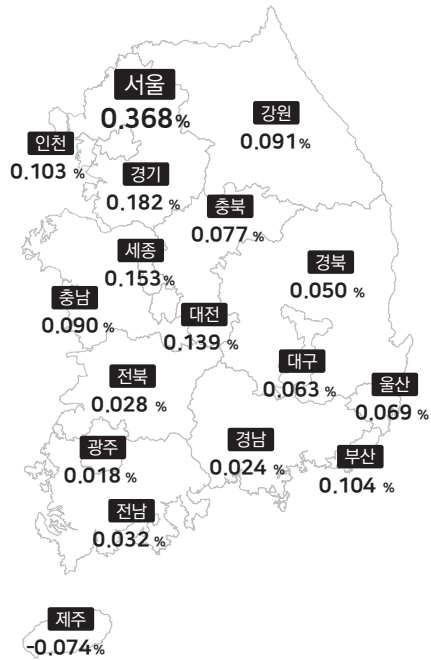 서울
0.368%
강원
0.091%
인천
0.103 %
경기
0.182 %
충북
0.077 %
세종
0.153%
경북
0.050 %
충남
0.090 %
대전
0.139 %
대구
0.063 %
전북
0.028 %
울산
0.069 %
광주
0.018 %
경남
0.024 %
부산
0.104 %
전남
0.032 %
제주
-0.074%